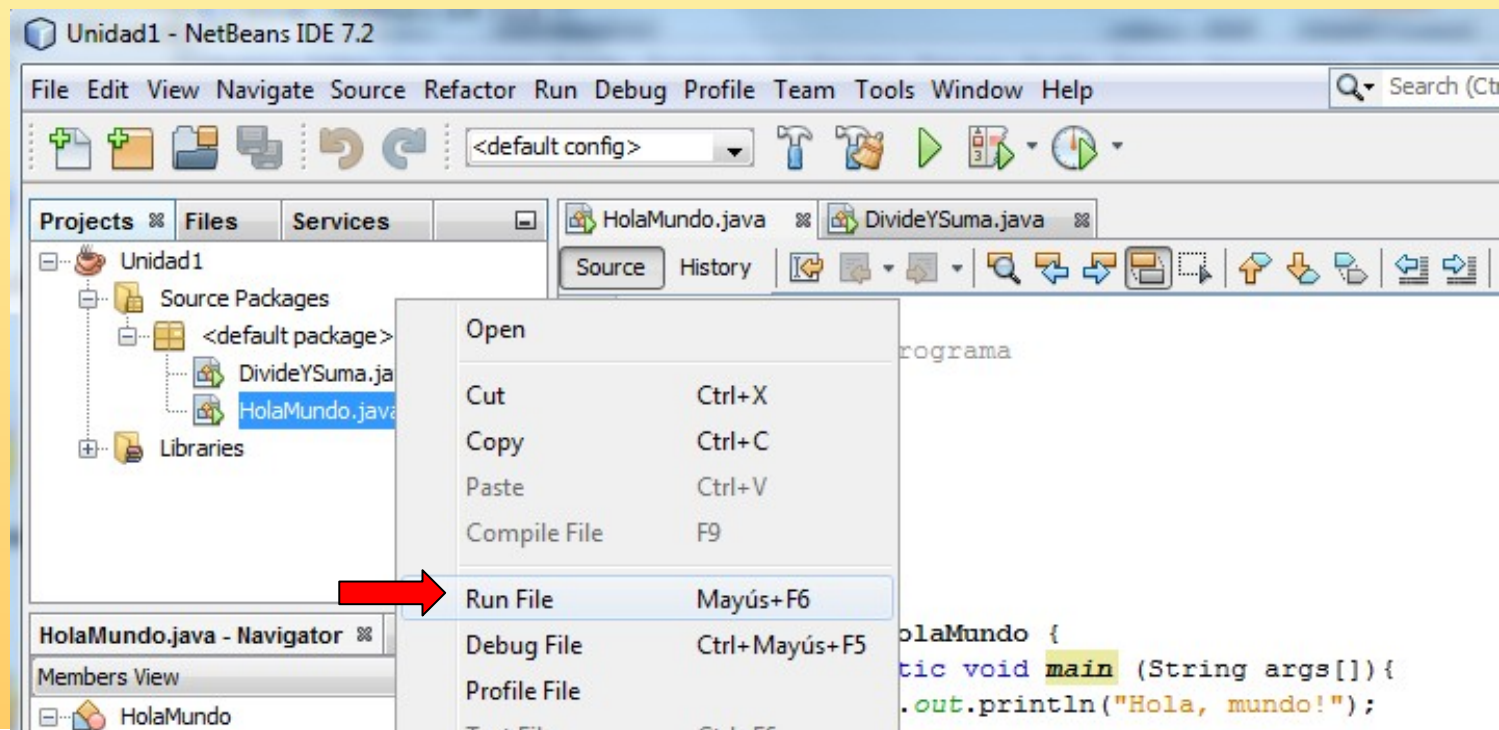 Unidad1 - NetBeans IDE 7.2
File Edit View Navigate Source Refactor Run Debug Profile Team Tools Window Help
Search (Ctr
<default config>
Projects Files Services
HolaMundo.java DivideYSuma.java
Unidad1
Source History
Source Packages
<default package>
DivideYSuma.ja
HolaMundo.java
Libraries
Open
Cut Ctrl+X
Copy Ctrl+C
Paste Ctrl+V
Compile File F9
Run File Mayús+F6
Debug File Ctrl+Mayús+F5
Profile File
rograma
olaMundo {
tic void main (String args[]){
.out.println("Hola, mundo!");
HolaMundo.java - Navigator
Members View
HolaMundo